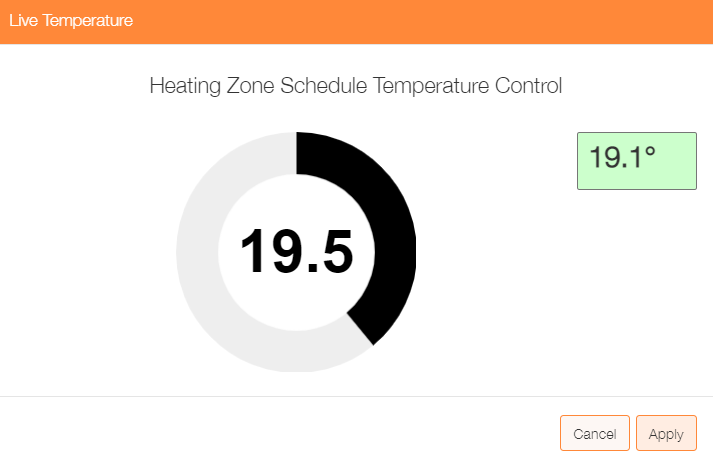 Live Temperature
Heating Zone Schedule Temperature Control
19.1°
19.5
Cancel
Apply